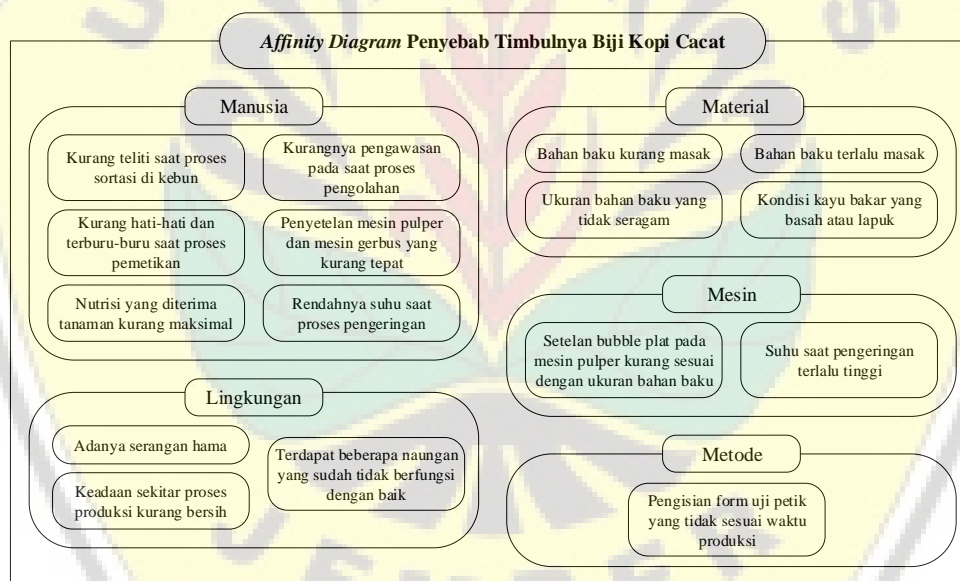 Affinity Diagram Penyebab Timbulnya Biji Kopi Cacat
Manusia
Kurang teliti saat proses
sortasi di kebun
Kurangnya pengawasan
pada saat proses
pengolahan
Kurang hati-hati dan
terburu-buru saat proses
pemetikan
Penyetelan mesin pulper
dan mesin gerbus yang
kurang tepat
Nutrisi yang diterima
tanaman kurang maksimal
Rendahnya suhu saat
proses pengeringan
Material
Bahan baku kurang masak
Bahan baku terlalu masak
Ukuran bahan baku yang
tidak seragam
Kondisi kayu bakar yang
basah atau lapuk
Mesin
Setelan bubble plat pada
mesin pulper kurang sesuai
dengan ukuran bahan baku
Suhu saat pengeringan
terlalu tinggi
Lingkungan
Adanya serangan hama
Keadaan sekitar proses
produksi kurang bersih
Terdapat beberapa naungan
yang sudah tidak berfungsi
dengan baik
Metode
Pengisian form uji petik
yang tidak sesuai waktu
produksi